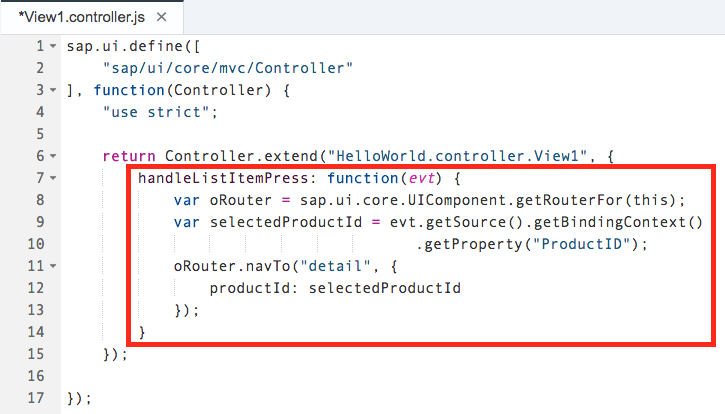 *View1.controller.js ×
1 sap.ui.define([
2 "sap/ui/core/mvc/Controller"
3 ], function(Controller) {
4 "use strict";
5
6 return Controller.extend("HelloWorld.controller.View1", {
7 handleListItemPress: function(evt) {
8 var oRouter = sap.ui.core.UIComponent.getRouterFor(this);
9 var selectedProductId = evt.getSource().getBindingContext()
10 .getProperty("ProductID");
11 oRouter.navTo("detail", {
12 productId: selectedProductId
13 });
14 }
15 });
16
17 });